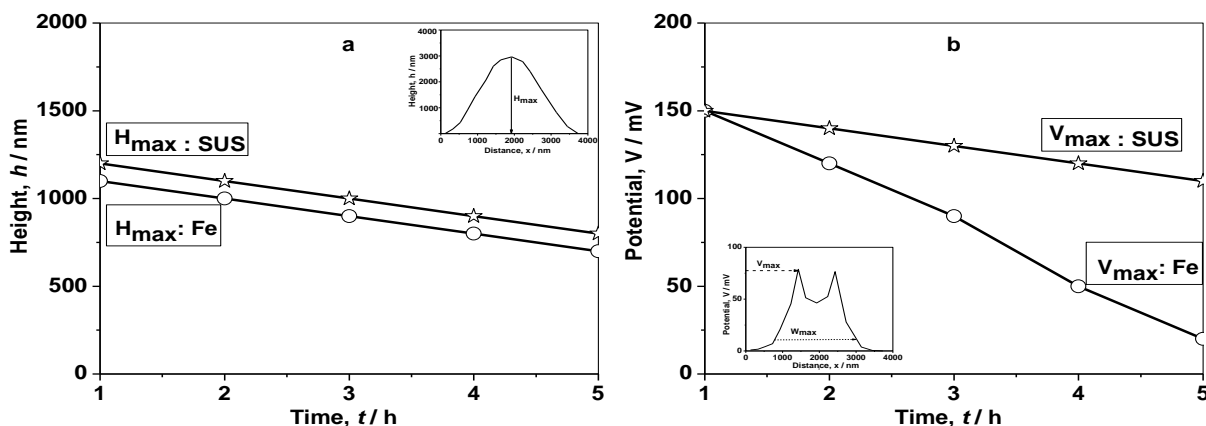 a
2000
1500
1000
500
0
Height, h / nm
1
2
3
4
5
Time, t / h
Hmax : SUS
Hmax: Fe
4000
3000
2000
1000
Height, h / nm
Hmax
0
1000
2000
3000
4000
Distance, x / nm
b
200
150
100
50
0
Potential, V / mV
1
2
3
4
5
Time, t / h
Vmax : SUS
Vmax: Fe
100
50
0
Potential, V / mV
Vmax
Wmax
0
1000
2000
3000
4000
Distance, x / nm